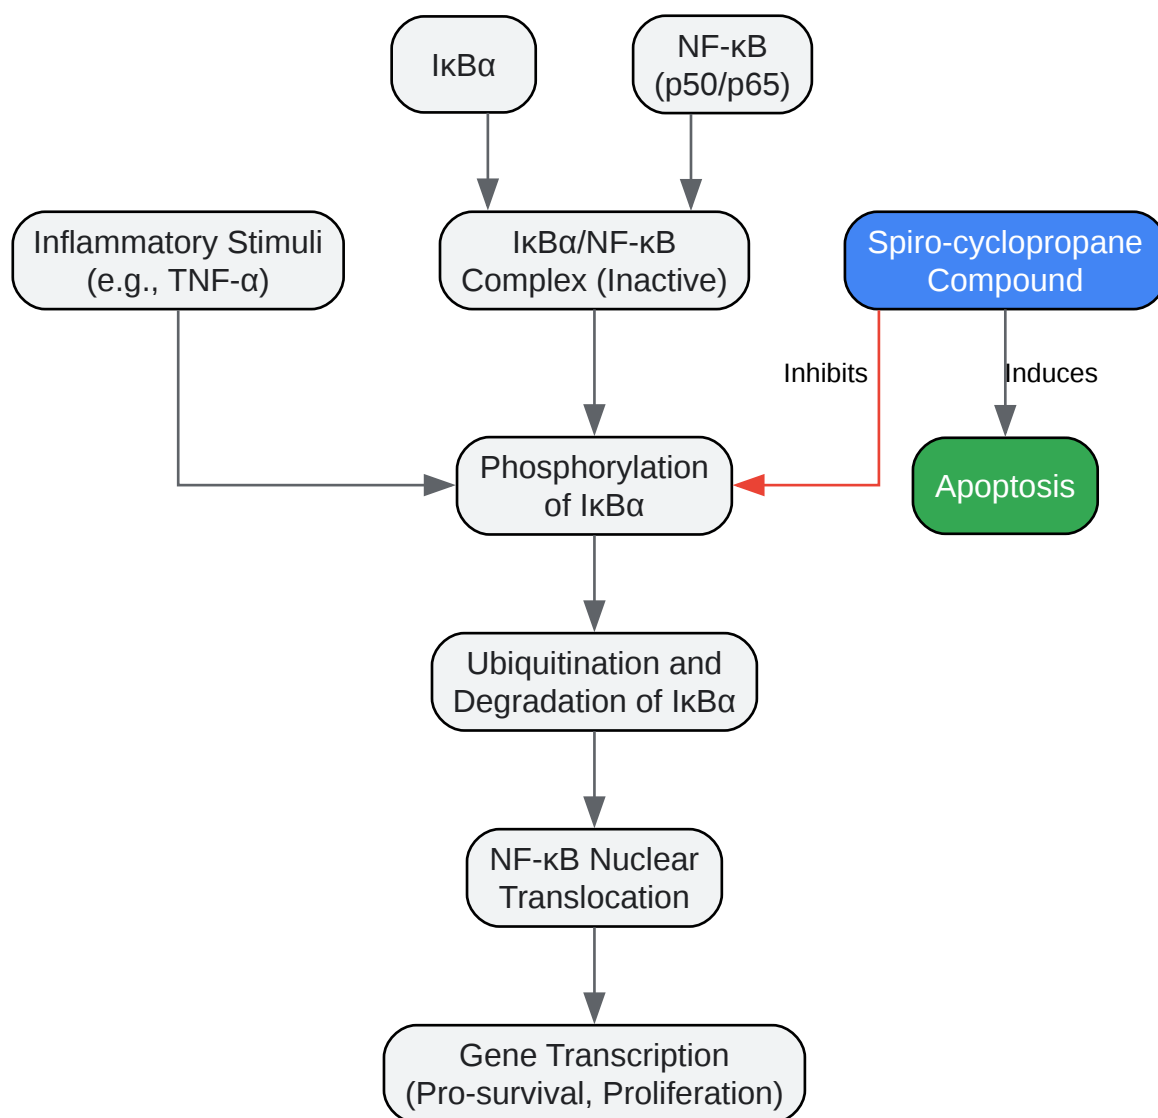 IκBα
NF-κB
(p50/p65)
Inflammatory Stimuli
(e.g., TNF-α)
IκBα/NF-κB
Complex (Inactive)
Spiro-cyclopropane
Compound
Inhibits
Induces
Phosphorylation
of IκBα
Apoptosis
Ubiquitination and
Degradation of IκBα
NF-κB Nuclear
Translocation
Gene Transcription
(Pro-survival, Proliferation)